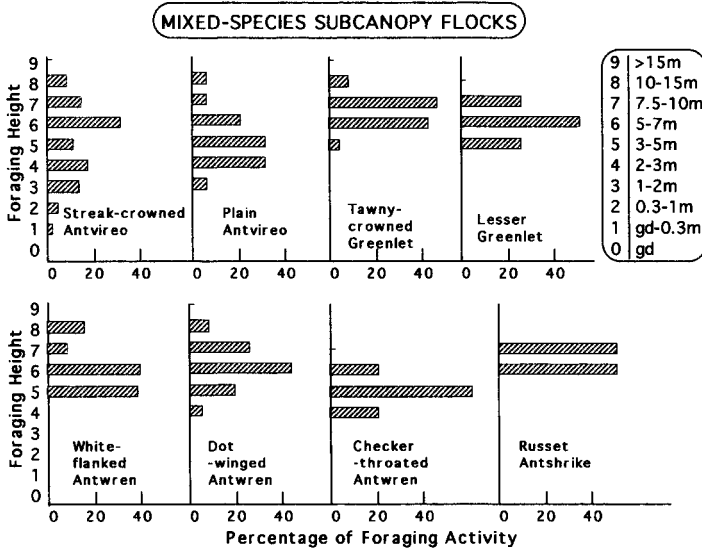 MIXED-SPECIES SUBCANOPY FLOCKS
Foraging Height
9
8
7
6
5
4
3
2
1
0
Streak-crowned
Antvireo
Plain
Antvireo
Tawny-
crowned
Greenlet
Lesser
Greenlet
0 20 40
0 20 40
0 20 40
0 20 40
9 >15m
8 10-15m
7 7.5-10m
6 5-7m
5 3-5m
4 2-3m
3 1-2m
2 0.3-1m
1 gd-0.3m
0 gd
Foraging Height
9
8
7
6
5
4
3
2
1
0
White-
flanked
Antwren
Dot
-winged
Antwren
Checker
-throated
Antwren
Russet
Antshrike
0 20 40
0 20 40
0 20 40
0 20 40
Percentage of Foraging Activity